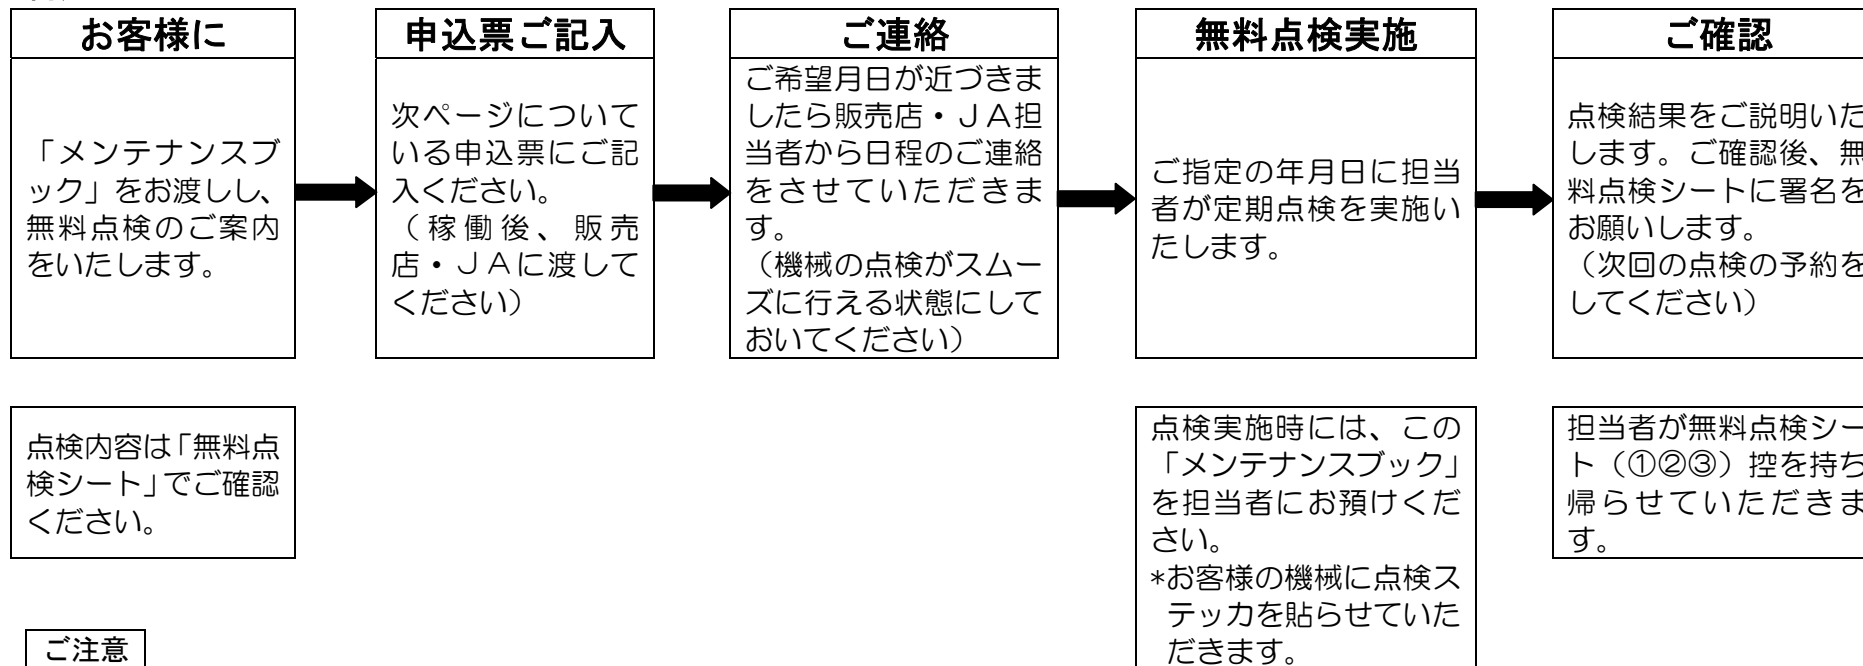 お客様に
「メンテナンスブ
ック」をお渡しし、
無料点検のご案内
をいたします。
申込票ご記入
次ページについて
いる申込票にご記
入ください。
（稼働後、販売
店・ＪＡに渡して
ください）
ご連絡
ご希望月日が近づきま
したら販売店・ＪＡ担
当者から日程のご連絡
をさせていただきま
す。
（機械の点検がスムー
ズに行える状態にして
おいてください）
無料点検実施
ご指定の年月日に担当
者が定期点検を実施い
たします。
ご確認
点検結果をご説明いた
します。ご確認後、無
料点検シートに署名を
お願いします。
（次回の点検の予約を
してください）
点検内容は「無料点
検シート」でご確認
ください。
点検実施時には、この
「メンテナンスブック」
を担当者にお預けくだ
さい。
*お客様の機械に点検ス
テッカを貼らせていた
だきます。
担当者が無料点検シー
ト（①②③）控を持ち
帰らせていただきま
す。
ご注意